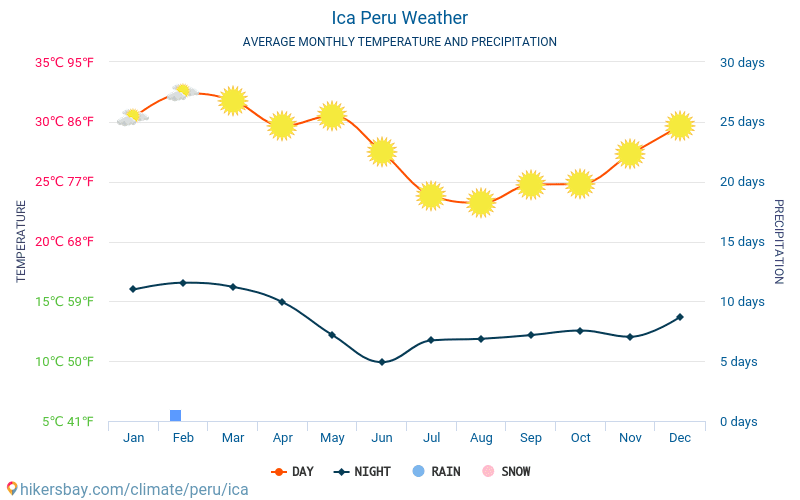 Ica Peru Weather
AVERAGE MONTHLY TEMPERATURE AND PRECIPITATION
35℃ 95℉
30 days
30℃ 86℉
25 days
25℃ 77℉
20 days
20℃ 68℉
15 days
15℃ 59℉
10 days
10℃ 50℉
5 days
5℃ 41℉
0 days
TEMPERATURE
PRECIPITATION
Jan Feb Mar Apr May Jun Jul Aug Sep Oct Nov Dec
DAY NIGHT RAIN SNOW
hikersbay.com/climate/peru/ica